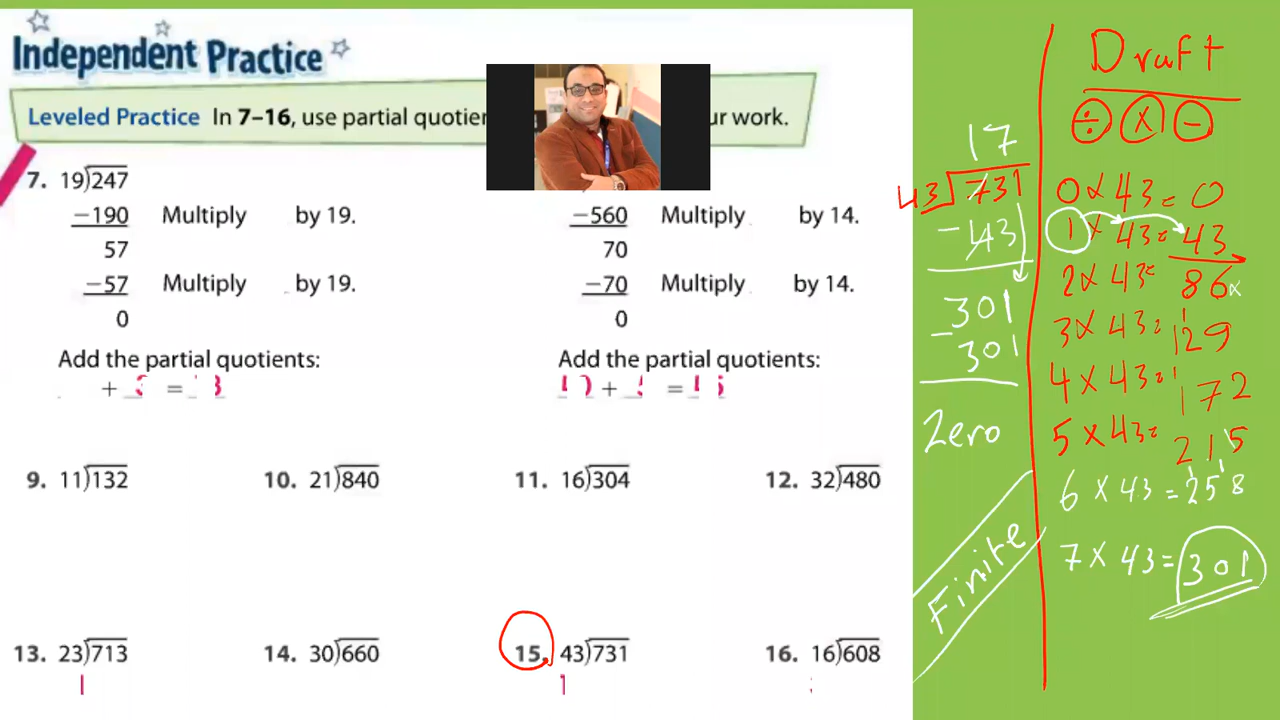 Independent Practice
Leveled Practice In 7–16, use partial quotien
ur work.
7. 19)247
−190 Multiply by 19.
57
−57 Multiply by 19.
0
Add the partial quotients:
+ 3 =
−560 Multiply by 14.
70
−70 Multiply by 14.
0
Add the partial quotients:
+ =
9. 11)132
10. 21)840
11. 16)304
12. 32)480
13. 23)713
14. 30)660
15. 43)731
16. 16)608
17
43)731
−43
301
−301
Zero
Finite
Draft
÷ × −
0 × 43 = 0
1 × 43 = 43
2 × 43 = 86
3 × 43 = 129
4 × 43 = 172
5 × 43 = 215
6 × 43 = 258
7 × 43 = 301